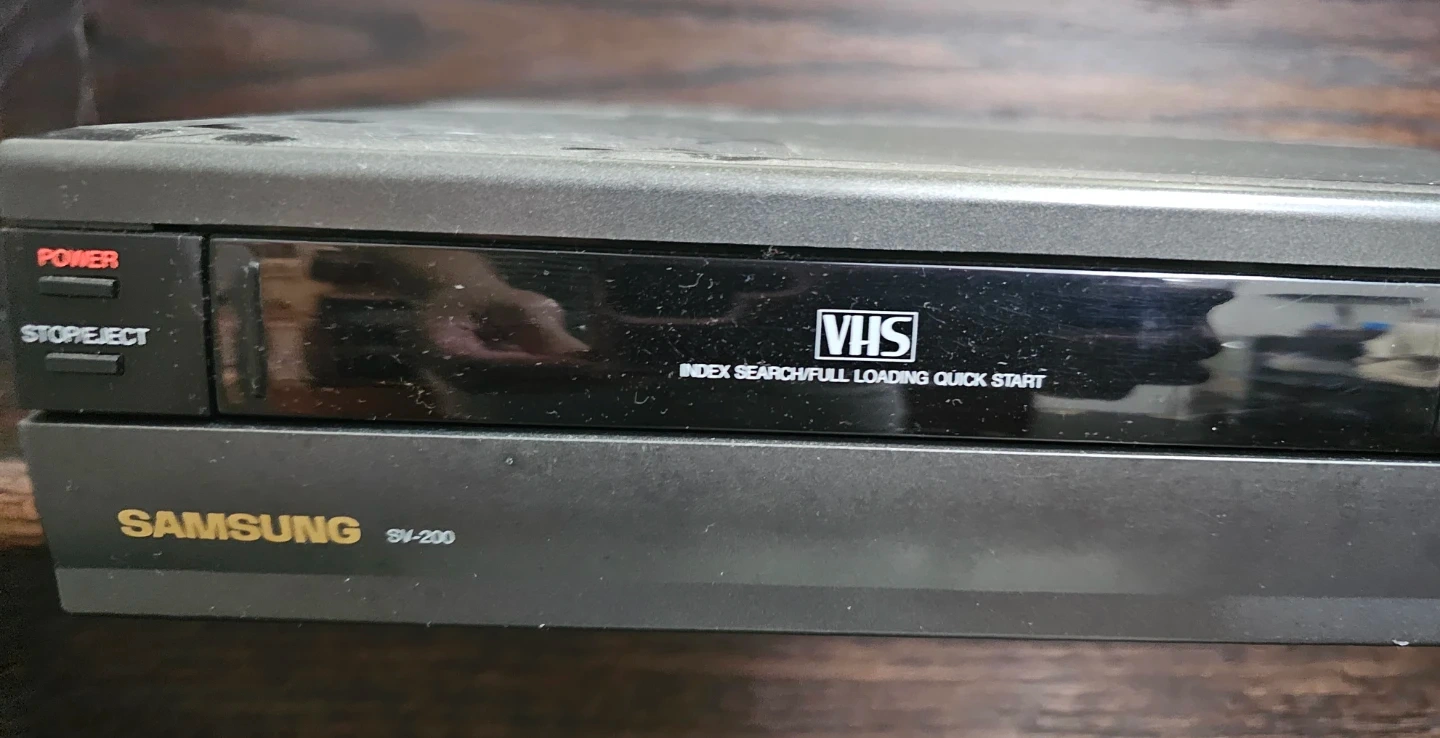 POWER
STOP/EJECT
VHS
INDEX SEARCH/FULL LOADING QUICK START
SAMSUNG SV-200